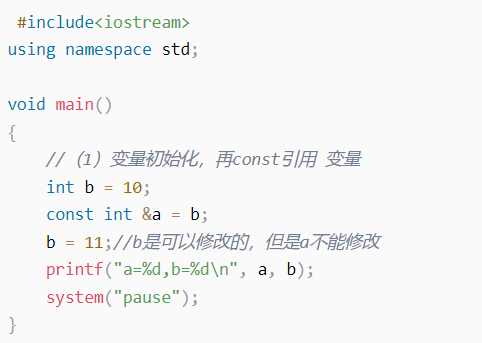 #include<iostream>
using namespace std;
void main()
{
//（1）变量初始化，再const引用 变量
int b = 10;
const int &a = b;
b = 11;//b是可以修改的，但是a不能修改
printf("a=%d,b=%d\n", a, b);
system("pause");
}